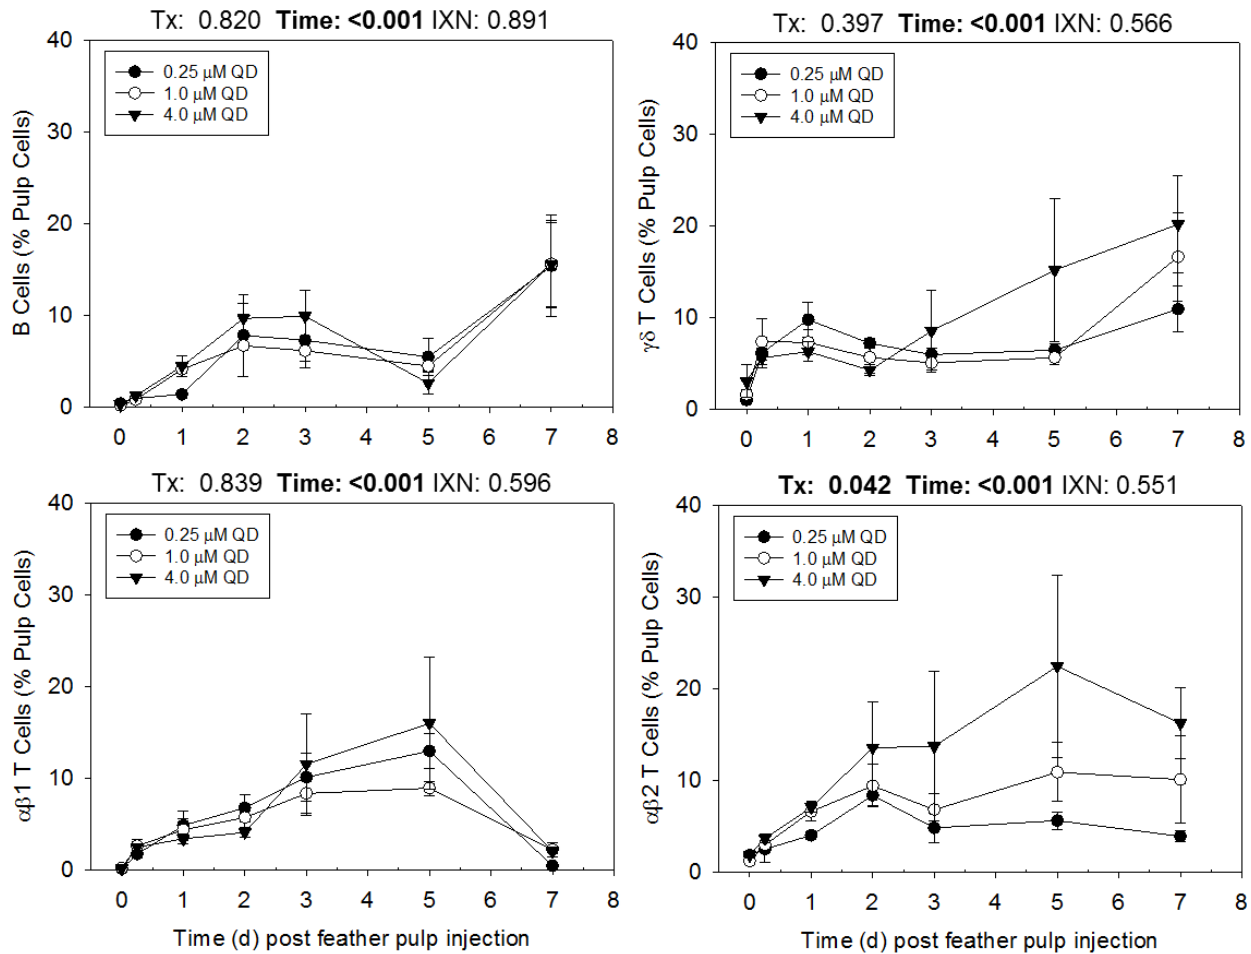 Tx: 0.820 Time: <0.001 IXN: 0.891
40
30
20
10
0
B Cells (% Pulp Cells)
0.25 μM QD
1.0 μM QD
4.0 μM QD
0 1 2 3 4 5 6 7 8
Tx: 0.397 Time: <0.001 IXN: 0.566
40
30
20
10
0
γδ T Cells (% Pulp Cells)
0.25 μM QD
1.0 μM QD
4.0 μM QD
0 1 2 3 4 5 6 7 8
Tx: 0.839 Time: <0.001 IXN: 0.596
40
30
20
10
0
αβ1 T Cells (% Pulp Cells)
0.25 μM QD
1.0 μM QD
4.0 μM QD
0 1 2 3 4 5 6 7 8
Time (d) post feather pulp injection
Tx: 0.042 Time: <0.001 IXN: 0.551
40
30
20
10
0
αβ2 T Cells (% Pulp Cells)
0.25 μM QD
1.0 μM QD
4.0 μM QD
0 1 2 3 4 5 6 7 8
Time (d) post feather pulp injection